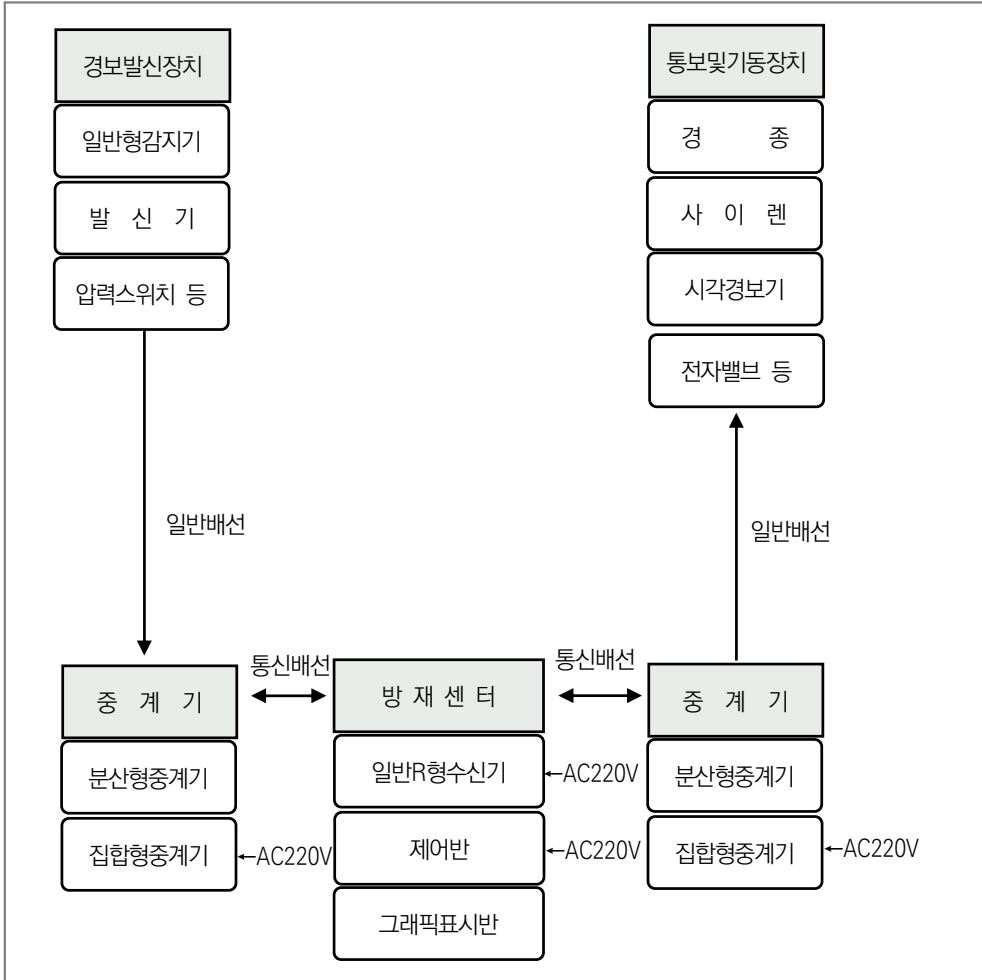 경보발신장치
일반형감지기
발 신 기
압력스위치 등
일반배선
통보및기동장치
경 종
사 이 렌
시각경보기
전자밸브 등
일반배선
중 계 기
분산형중계기
집합형중계기
←AC220V
통신배선
방 재 센 터
일반R형수신기
←AC220V
제어반
←AC220V
그래픽표시반
통신배선
중 계 기
분산형중계기
집합형중계기
←AC220V